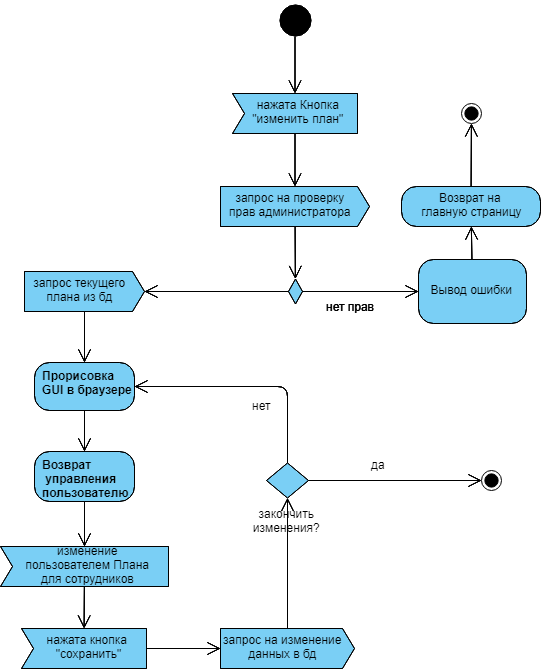 нажата Кнопка
"изменить план"
запрос на проверку
прав администратора
Возврат на
главную страницу
запрос текущего
плана из бд
нет прав
Вывод ошибки
Прорисовка
GUI в браузере
нет
Возврат
управления
пользователю
да
закончить
изменения?
изменение
пользователем Плана
для сотрудников
нажата кнопка
"сохранить"
запрос на изменение
данных в бд